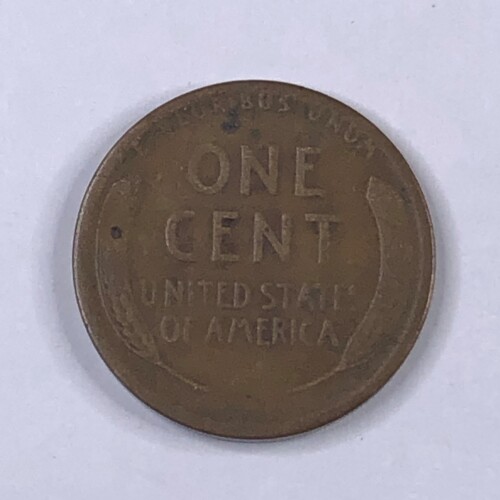 E PLURIBUS UNUM
ONE
CENT
UNITED STATES
OF AMERICA